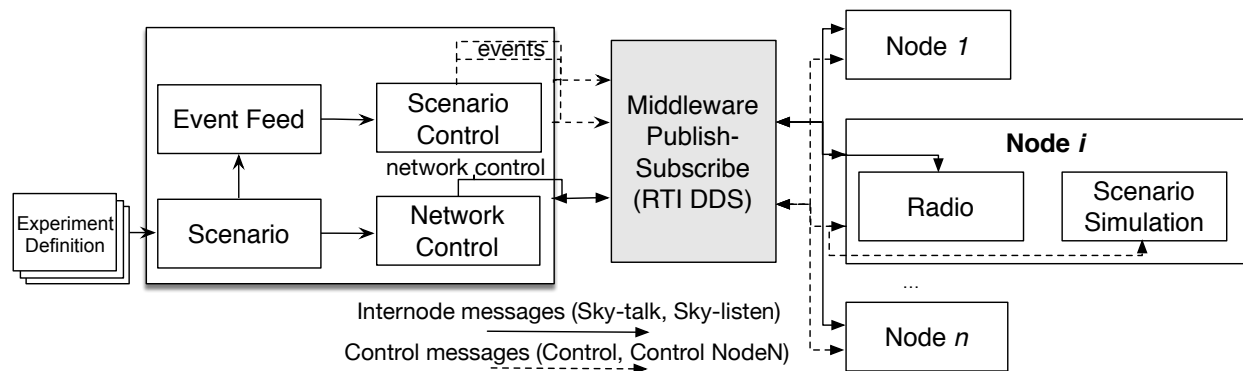 events
Event Feed
Scenario
Control
network control
Experiment
Definition
Scenario
Network
Control
Middleware
Publish-
Subscribe
(RTI DDS)
Node 1
Node i
Radio
Scenario
Simulation
...
Node n
Internode messages (Sky-talk, Sky-listen)
Control messages (Control, Control NodeN)